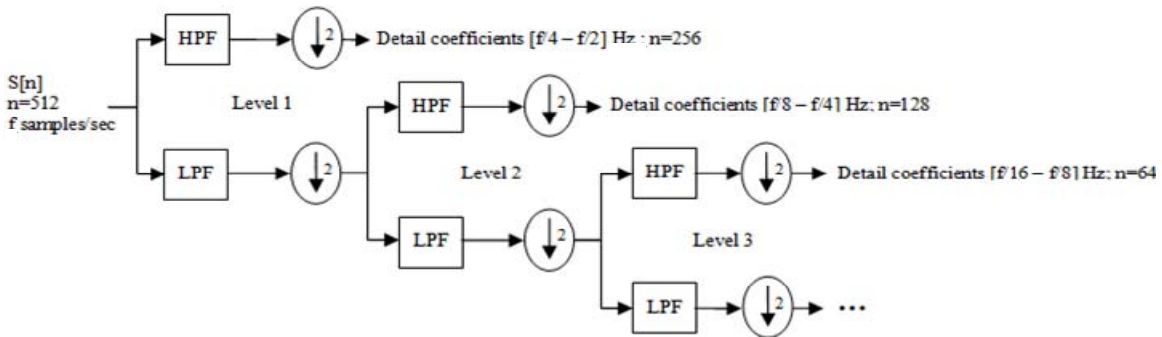 HPF
2
Detail coefficients [f/4 – f/2] Hz : n=256
S[n]
n=512
f samples/sec
Level 1
HPF
2
Detail coefficients [f/8 – f/4] Hz; n=128
LPF
2
Level 2
HPF
2
Detail coefficients [f/16 – f/8] Hz; n=64
LPF
2
Level 3
LPF
2
...